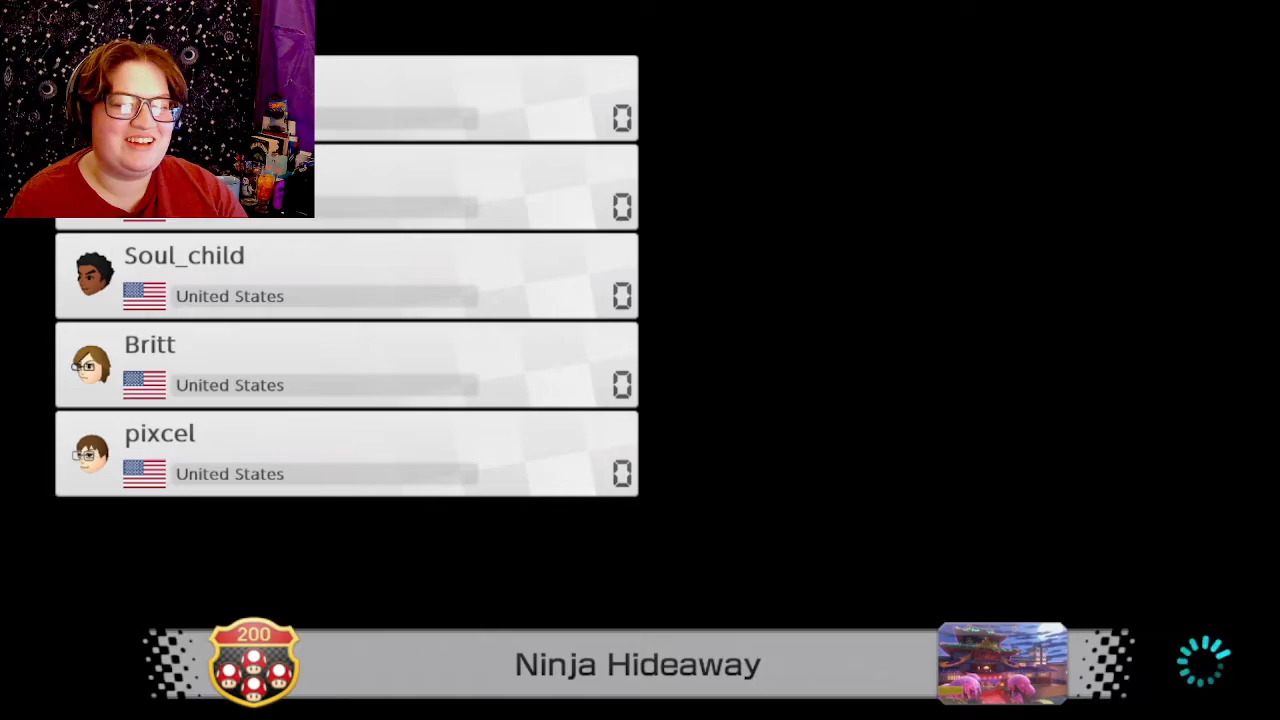 0
0
Soul_child
United States 0
Britt
United States 0
pixcel
United States 0
200
Ninja Hideaway